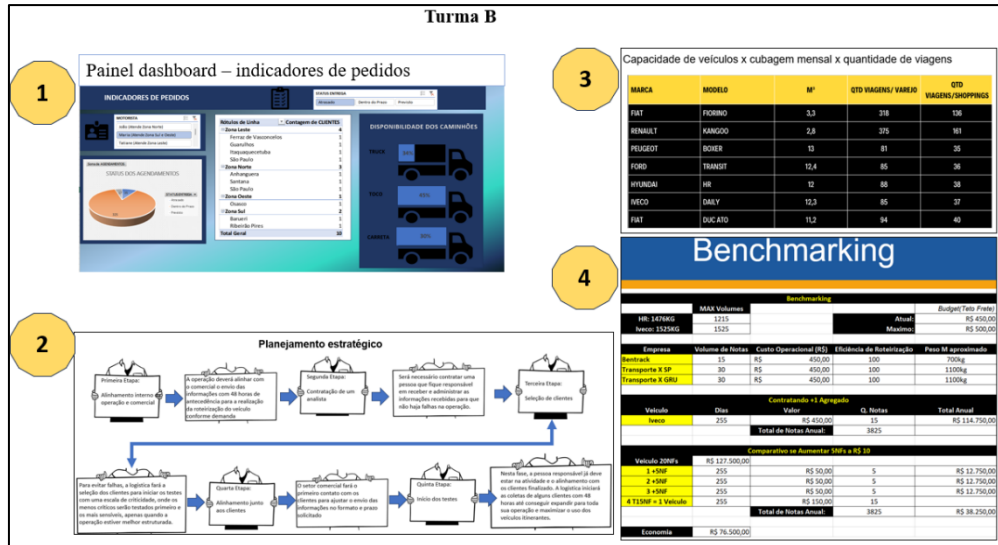 Turma B
1
Painel dashboard – indicadores de pedidos
INDICADORES DE PEDIDOS
STATUS ENTREGA
Atrasado
Dentro do Prazo
Prevista
MOTORISTA
João (Atende Zona Norte)
STATUS DOS AGENDAMENTOS
Rótulos de Linha Contagem de CLIENTES
Zona Leste 4
Ferraz de Vasconcelos 1
Guarulhos 1
Itaquaquecetuba 1
São Paulo 1
Zona Norte 3
Anhanguera 1
Santana 1
São Paulo 1
Zona Oeste 1
Osasco 1
Zona Sul 2
Barueri 1
Ribeirão Pires 1
Total Geral 10
DISPONIBILIDADE DOS CAMINHÕES
TRUCK
TOCO
CARRETA
2
Planejamento estratégico
Primeira Etapa:
Alinhamento interno de
operação e comercial
A operação deverá alinhar com
o comercial o envio das
informações com 48 horas de
antecedência para a realização
da roteirização do veículo
conforme demanda
Segunda Etapa:
Contratação de um
analista
Será necessário contratar uma
pessoa que fique responsável
em receber e administrar as
informações recebidas para que
não haja falhas na operação.
Terceira Etapa:
Seleção de clientes
Para evitar falhas, a logística fará a
seleção dos clientes para iniciar os testes
com uma escala de criticidade, onde os
menos críticos serão testados primeiro e
os mais sensíveis, apenas quando a
operação estiver melhor estruturada.
Quarta Etapa:
Alinhamento junto
aos clientes
O setor comercial fará o
primeiro contato com os
clientes para ajustar o envio das
informações no formato e prazo
solicitado
Quinta Etapa:
Início dos testes
Nesta fase, a pessoa responsável já deve
estar na atividade e o alinhamento com
os clientes finalizado. A logística iniciará
as coletas de alguns clientes com 48
horas até conseguir expandir para toda
sua operação e maximizar o uso dos
veículos itinerantes.
3
Capacidade de veículos x cubagem mensal x quantidade de viagens
MARCA MODELO M³ QTD VIAGENS/ VAREJO QTD VIAGENS/SHOPPINGS
FIAT FIORINO 3,3 318 136
RENAULT KANGOO 2,8 375 161
PEUGEOT BOXER 13 81 35
FORD TRANSIT 12,4 85 36
HYUNDAI HR 12 88 38
IVECO DAILY 12,3 85 37
FIAT DUCATO 11,2 94 40
4
Benchmarking
Benchmarking
MAX Volumes Budget(Teto Frete)
HR: 1476KG 1215 Atual: R$ 450,00
Iveco: 1525KG 1525 Maximo: R$ 500,00
Empresa Volume de Notas Custo Operacional (R$) Eficiência de Roteirização Peso M aproximado
Bentrack 15 R$ 450,00 100 700kg
Transporte X SP 30 R$ 450,00 100 1100kg
Transporte X GRU 30 R$ 450,00 100 1100kg
Contratando +1 Agregado
Veículo Dias Valor Q. Notas Total Anual
Iveco 255 R$ 450,00 15 R$ 114.750,00
Total de Notas Anual: 3825
Comparativo se Aumentar 5NFs a R$ 10
Veículo 20NFs R$ 127.500,00
1 +5NF 255 R$ 50,00 5 R$ 12.750,00
2 +5NF 255 R$ 50,00 5 R$ 12.750,00
3 +5NF 255 R$ 50,00 5 R$ 12.750,00
4 T15NF = 1 Veículo 255 R$ 150,00 15
Total de Notas Anual: 3825 R$ 38.250,00
Economia R$ 76.500,00